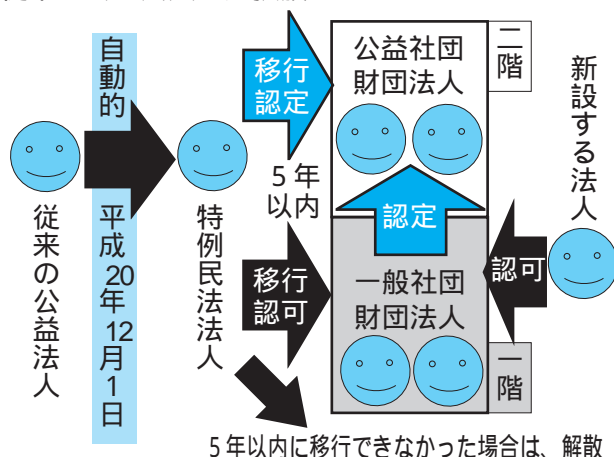 従来の公益法人
自動的
平成20年12月1日
特例民法法人
移行
認定
5年
以内
移行
認可
公益社団
財団法人
二階
認定
一般社団
財団法人
一階
認可
新設する法人
5年以内に移行できなかった場合は、解散